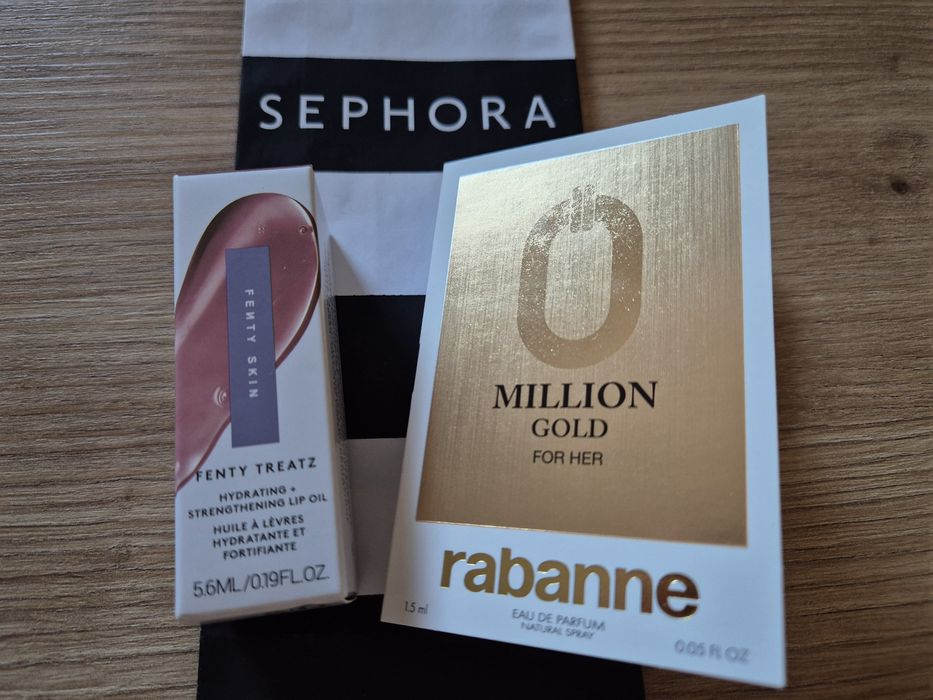 SEPHORA
FENTY SKIN
FENTY TREATZ
HYDRATING +
STRENGTHENING LIP OIL
HUILE À LÈVRES
HYDRATANTE ET
FORTIFIANTE
5.6ML/0.19FL.OZ.
MILLION
GOLD
FOR HER
rabanne
1.5 ml
EAU DE PARFUM
NATURAL SPRAY
0.05 FL OZ